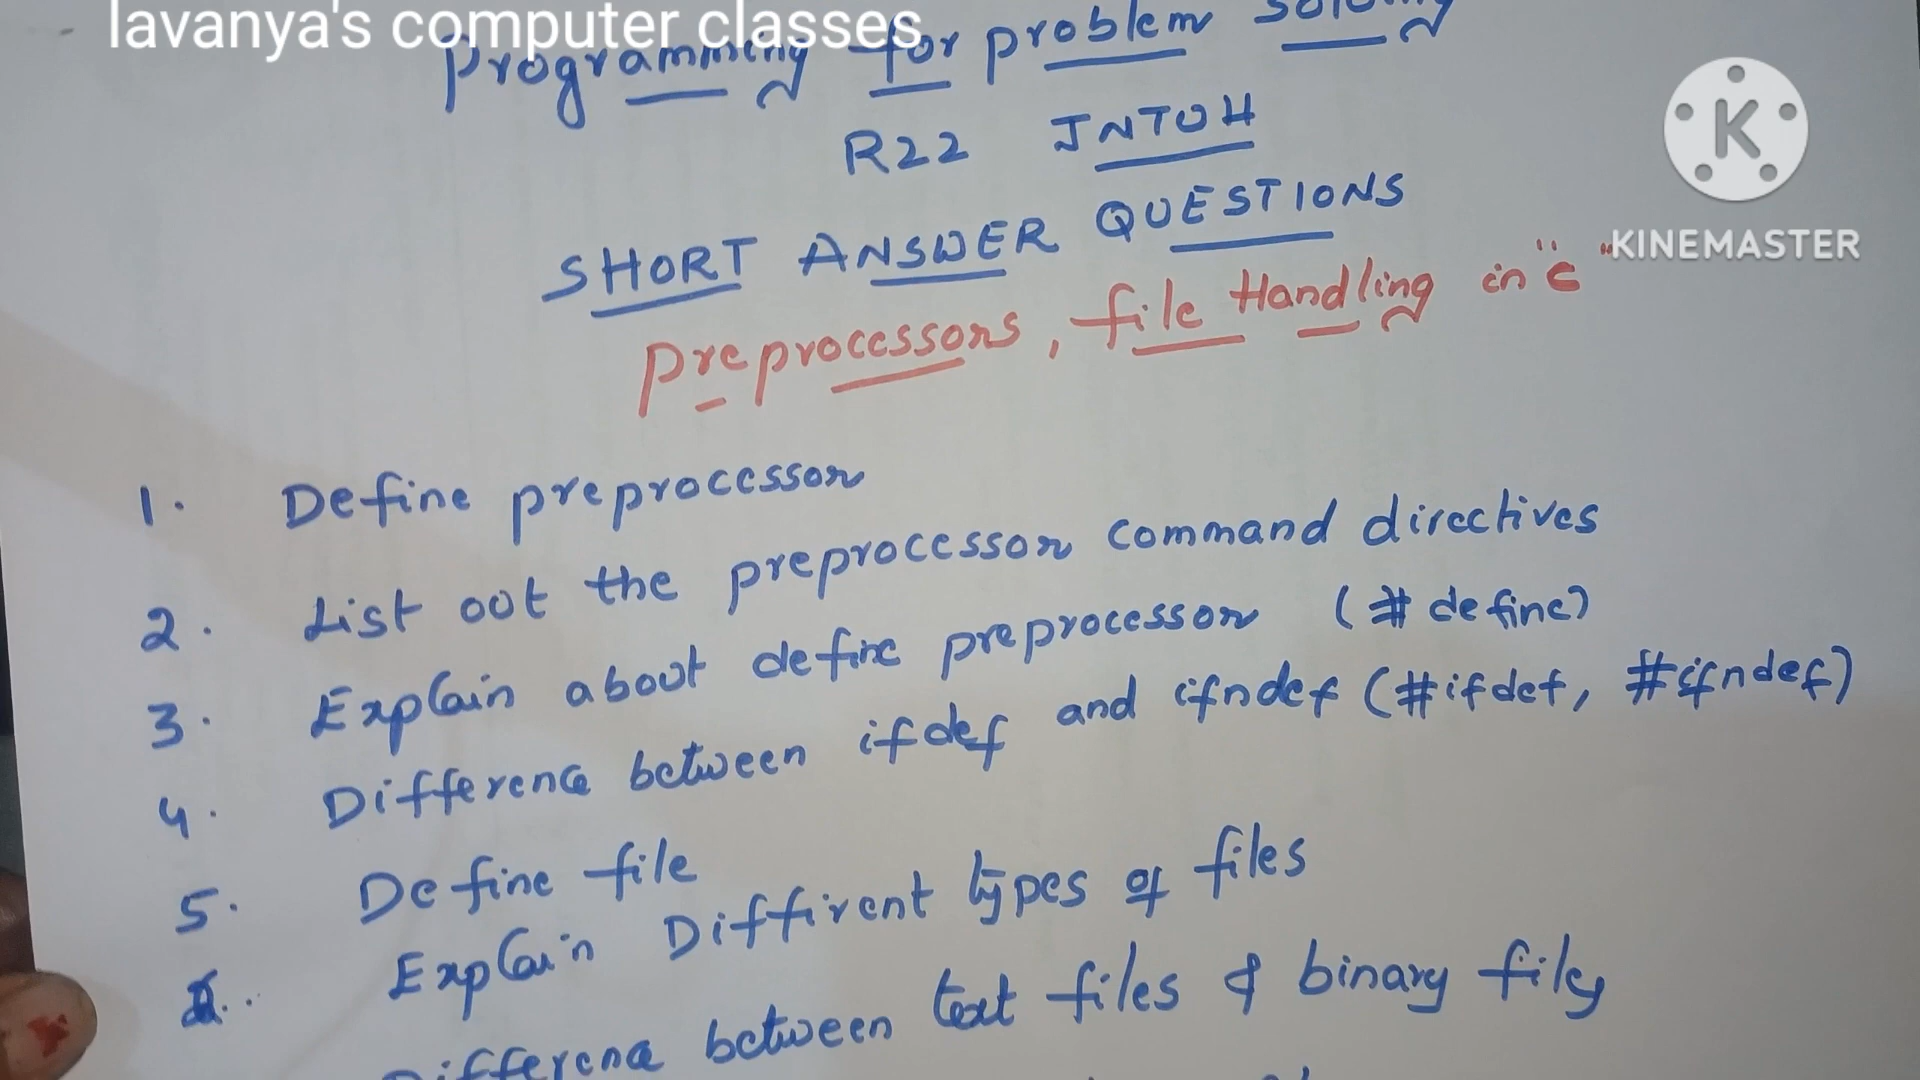 lavanya's computer classes
Programming for problem solving
R22 JNTUH
SHORT ANSWER QUESTIONS
KINEMASTER
Preprocessors, file Handling in "c"
1. Define preprocessor
2. List out the preprocessor command directives
3. Explain about define preprocessor (#define)
4. Difference between ifdef and ifndef (#ifdef, #ifndef)
5. Define file
Explain Diffirent types of files
Difference between text files & binary files